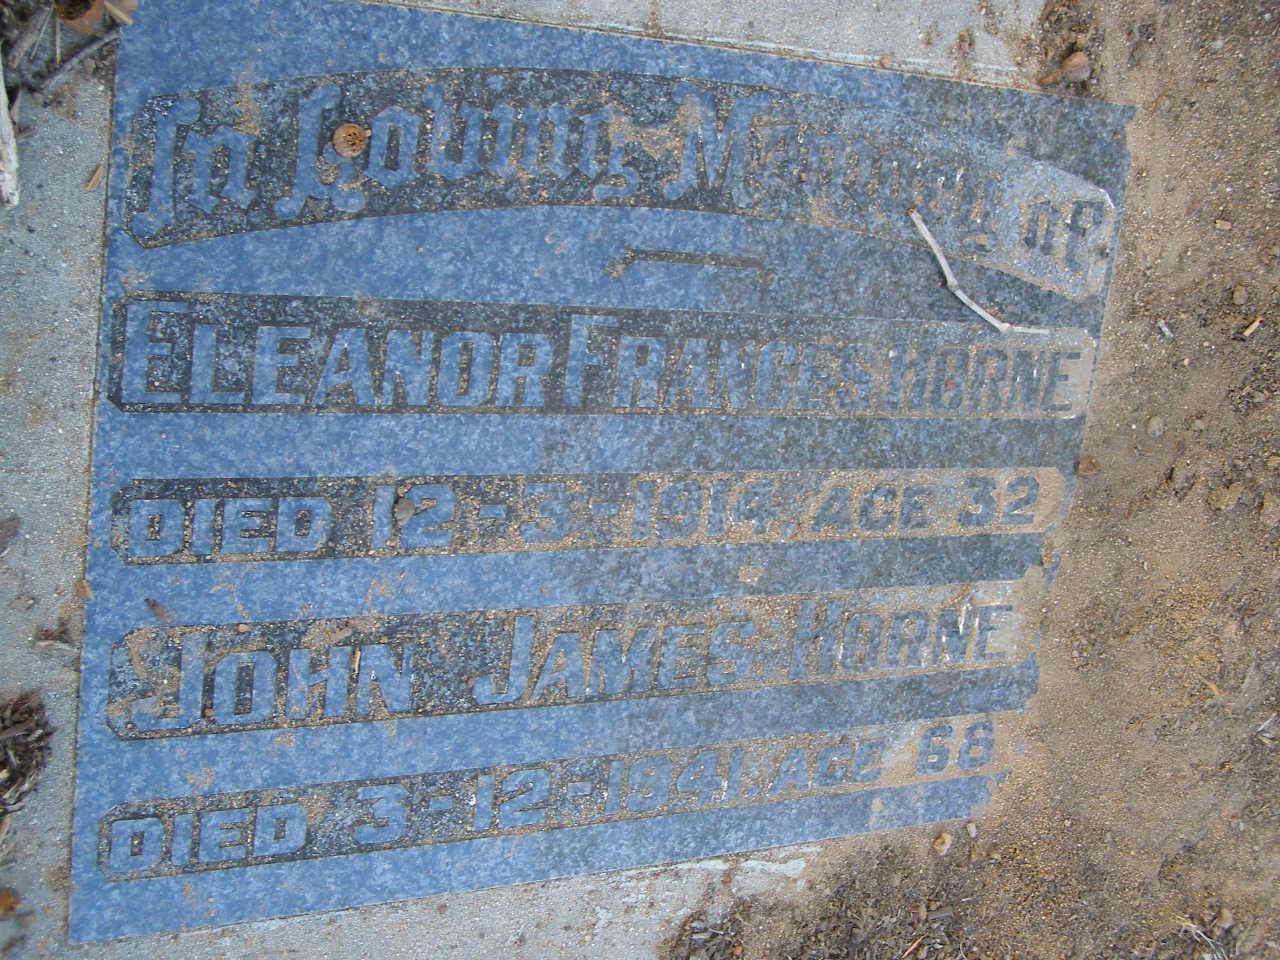 In Loving Memory of
ELEANOR FRANCES HORNE
DIED 12-3-1914, AGE 32
JOHN JAMES HORNE
DIED 3-12-1941. AGE 68